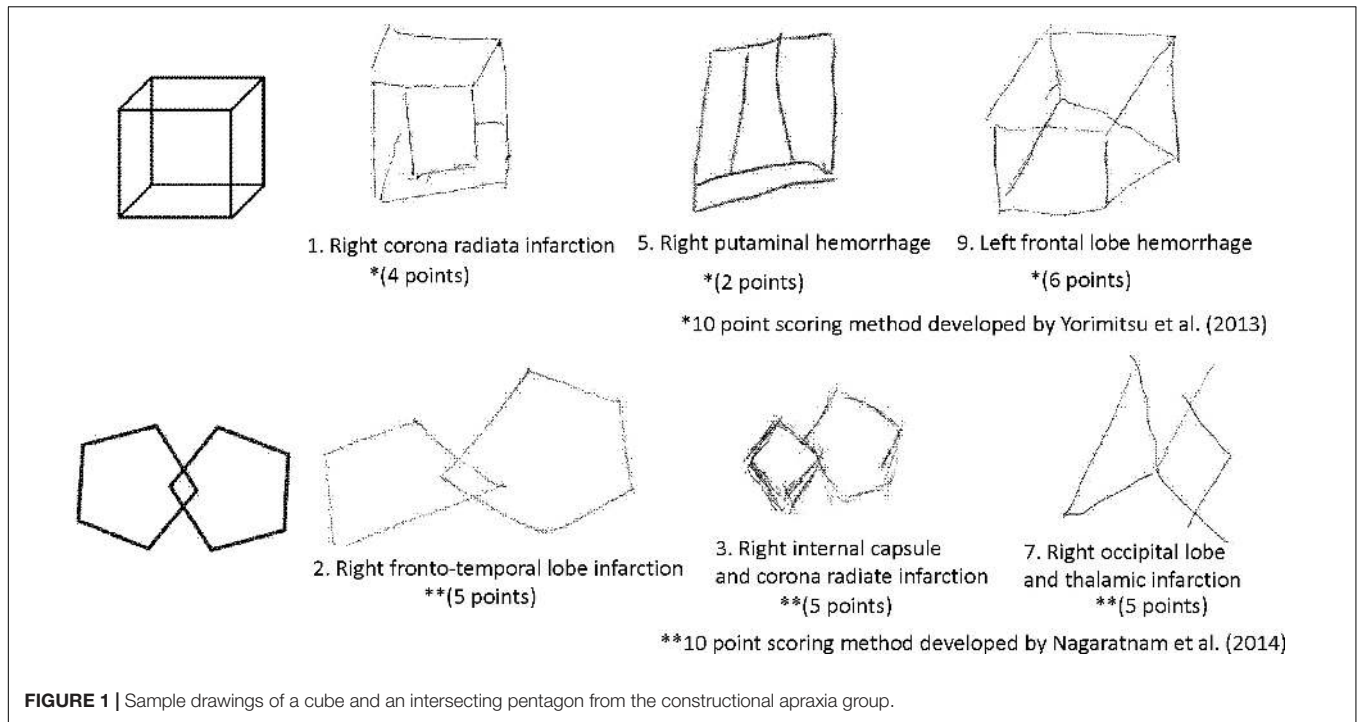 1. Right corona radiata infarction
*(4 points)
5. Right putaminal hemorrhage
*(2 points)
9. Left frontal lobe hemorrhage
*(6 points)
*10 point scoring method developed by Yorimitsu et al. (2013)
2. Right fronto-temporal lobe infarction
**(5 points)
3. Right internal capsule
and corona radiate infarction
**(5 points)
7. Right occipital lobe
and thalamic infarction
**(5 points)
**10 point scoring method developed by Nagaratnam et al. (2014)
FIGURE 1 | Sample drawings of a cube and an intersecting pentagon from the constructional apraxia group.